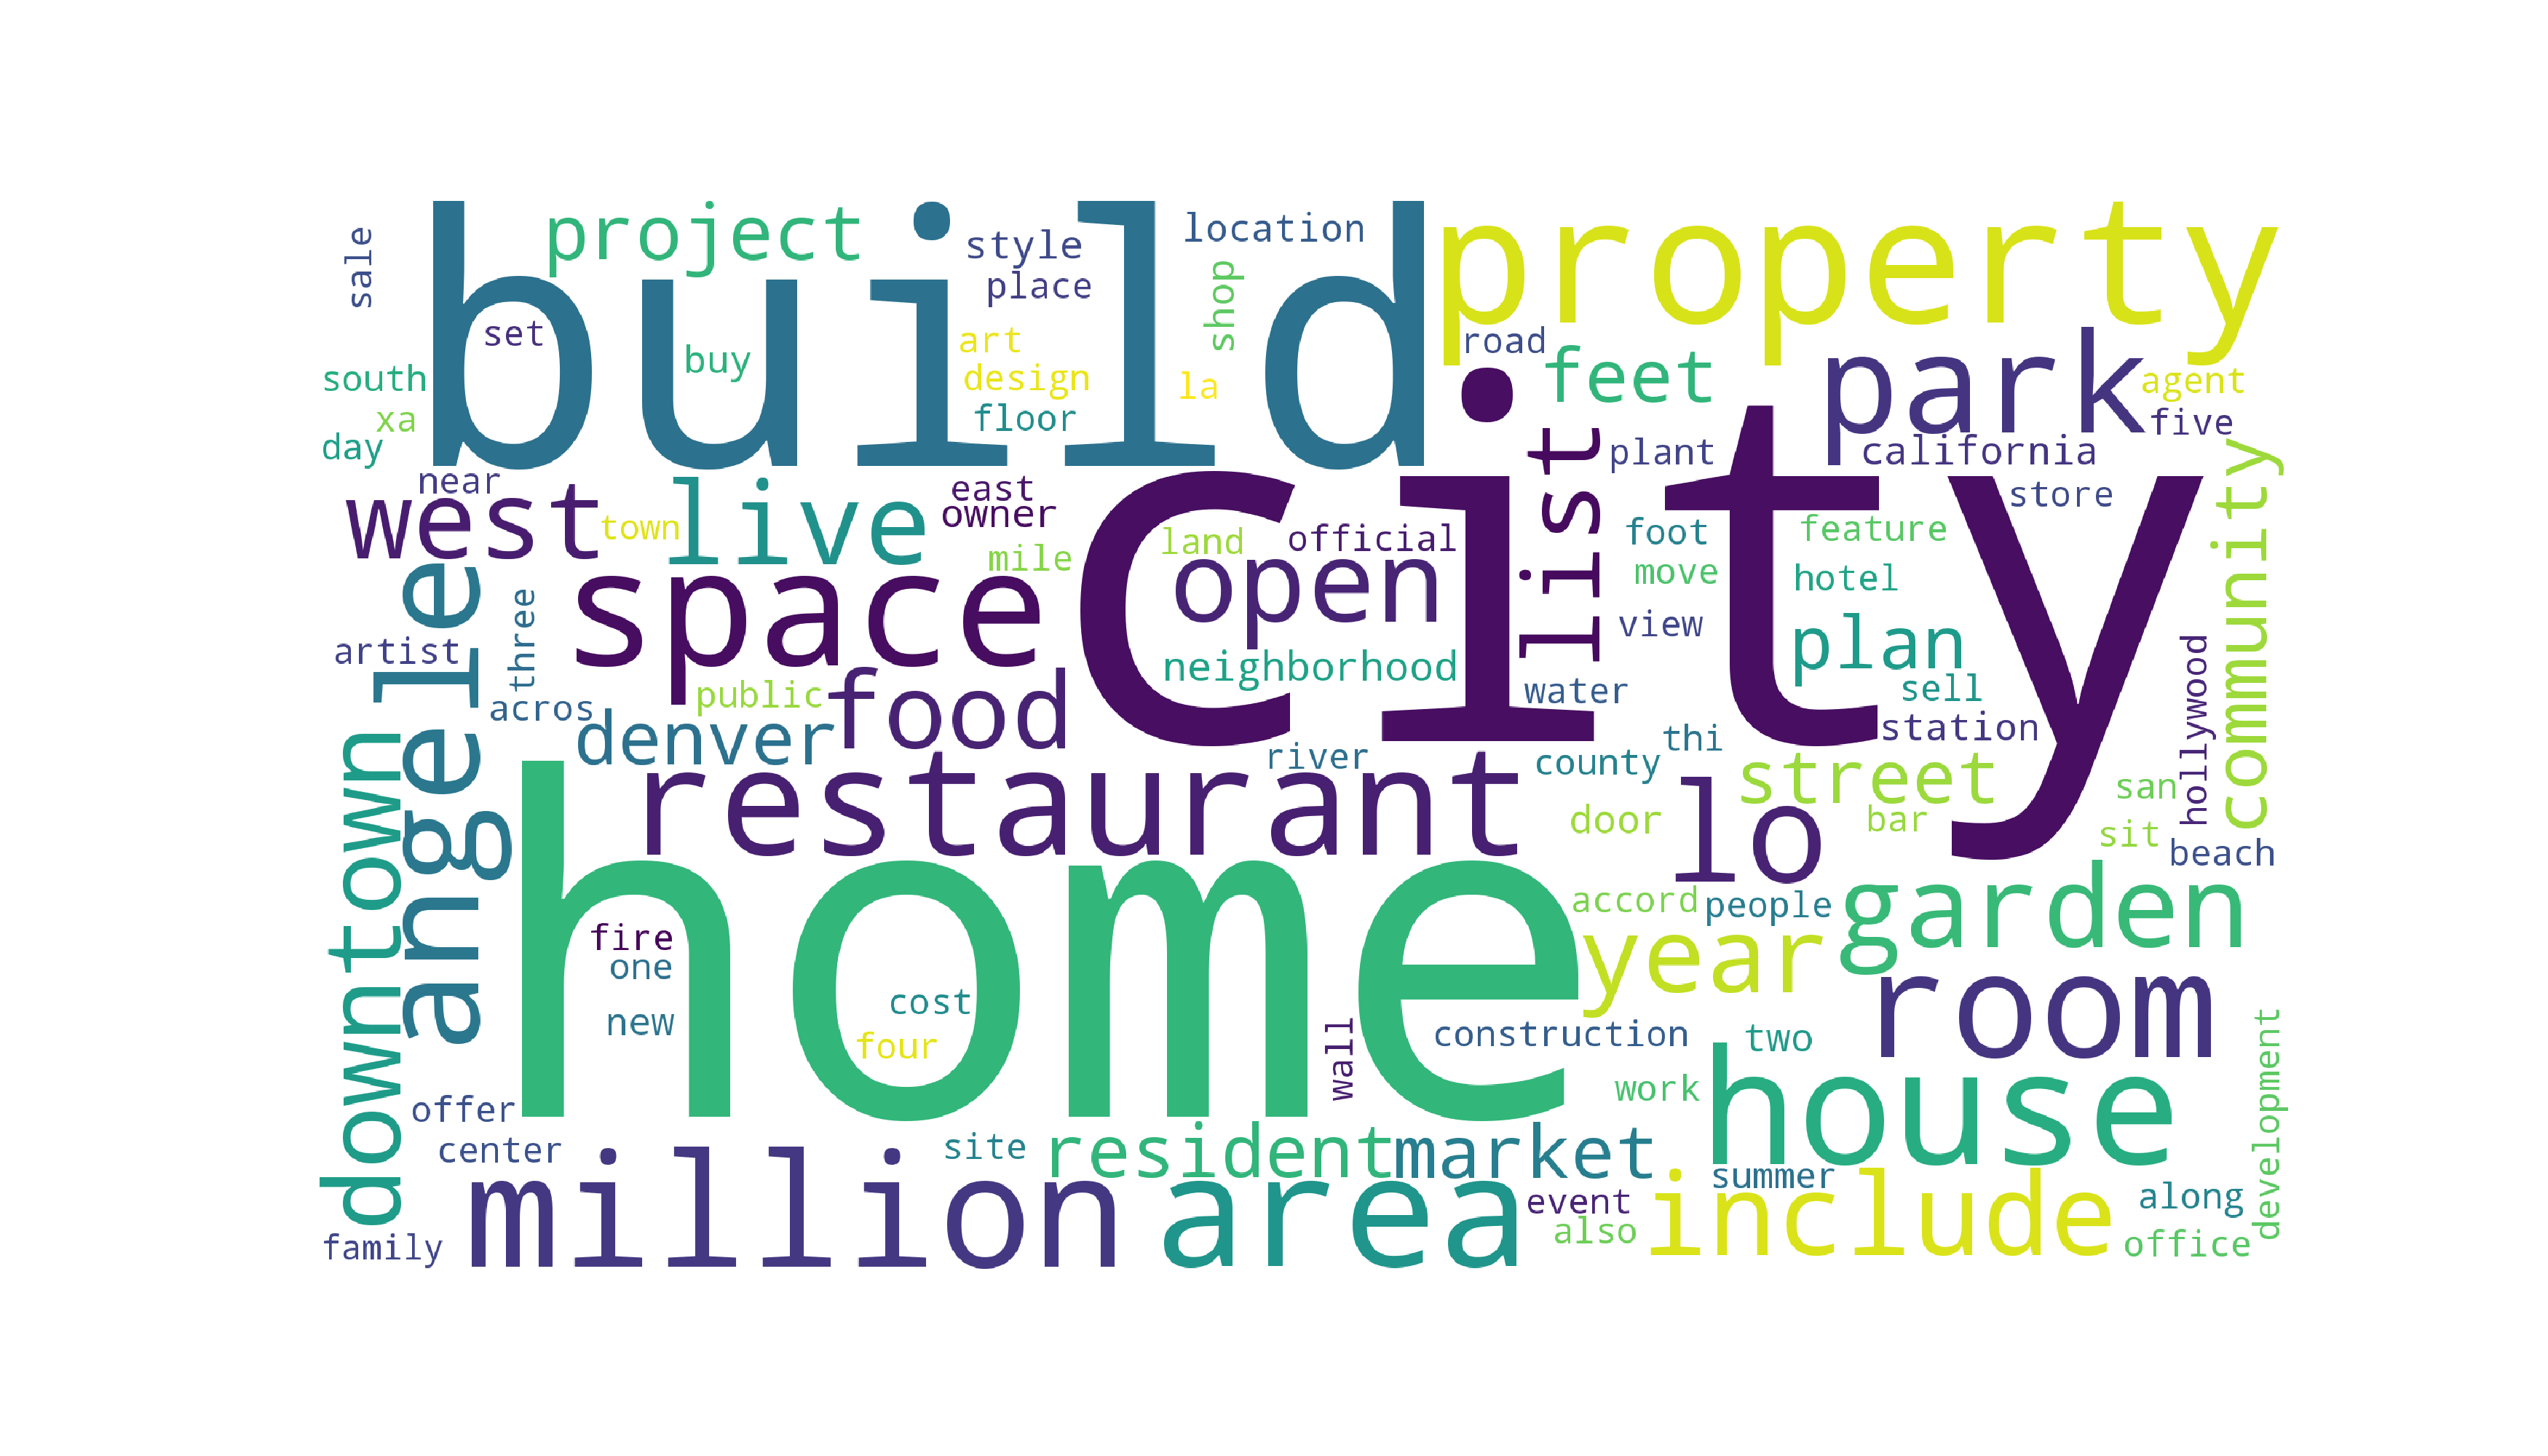 build
property
project
style
location
sale
place
shop
set
buy
art
road
feet
park
agent
south
design
la
xa
floor
five
day
near
list
plant
california
community
west
town
live
east
owner
city
store
mile
land
official
foot
feature
angele
space
open
move
hotel
three
artist
neighborhood
view
plan
public
food
water
sell
acros
denver
station
hollywood
downtown
restaurant
river
county
thi
street
san
lo
door
bar
sit
beach
home
accord
people
garden
fire
year
one
new
cost
four
wall
construction
two
room
work
house
development
offer
center
site
resident
market
summer
million
area
event
include
along
also
family
office